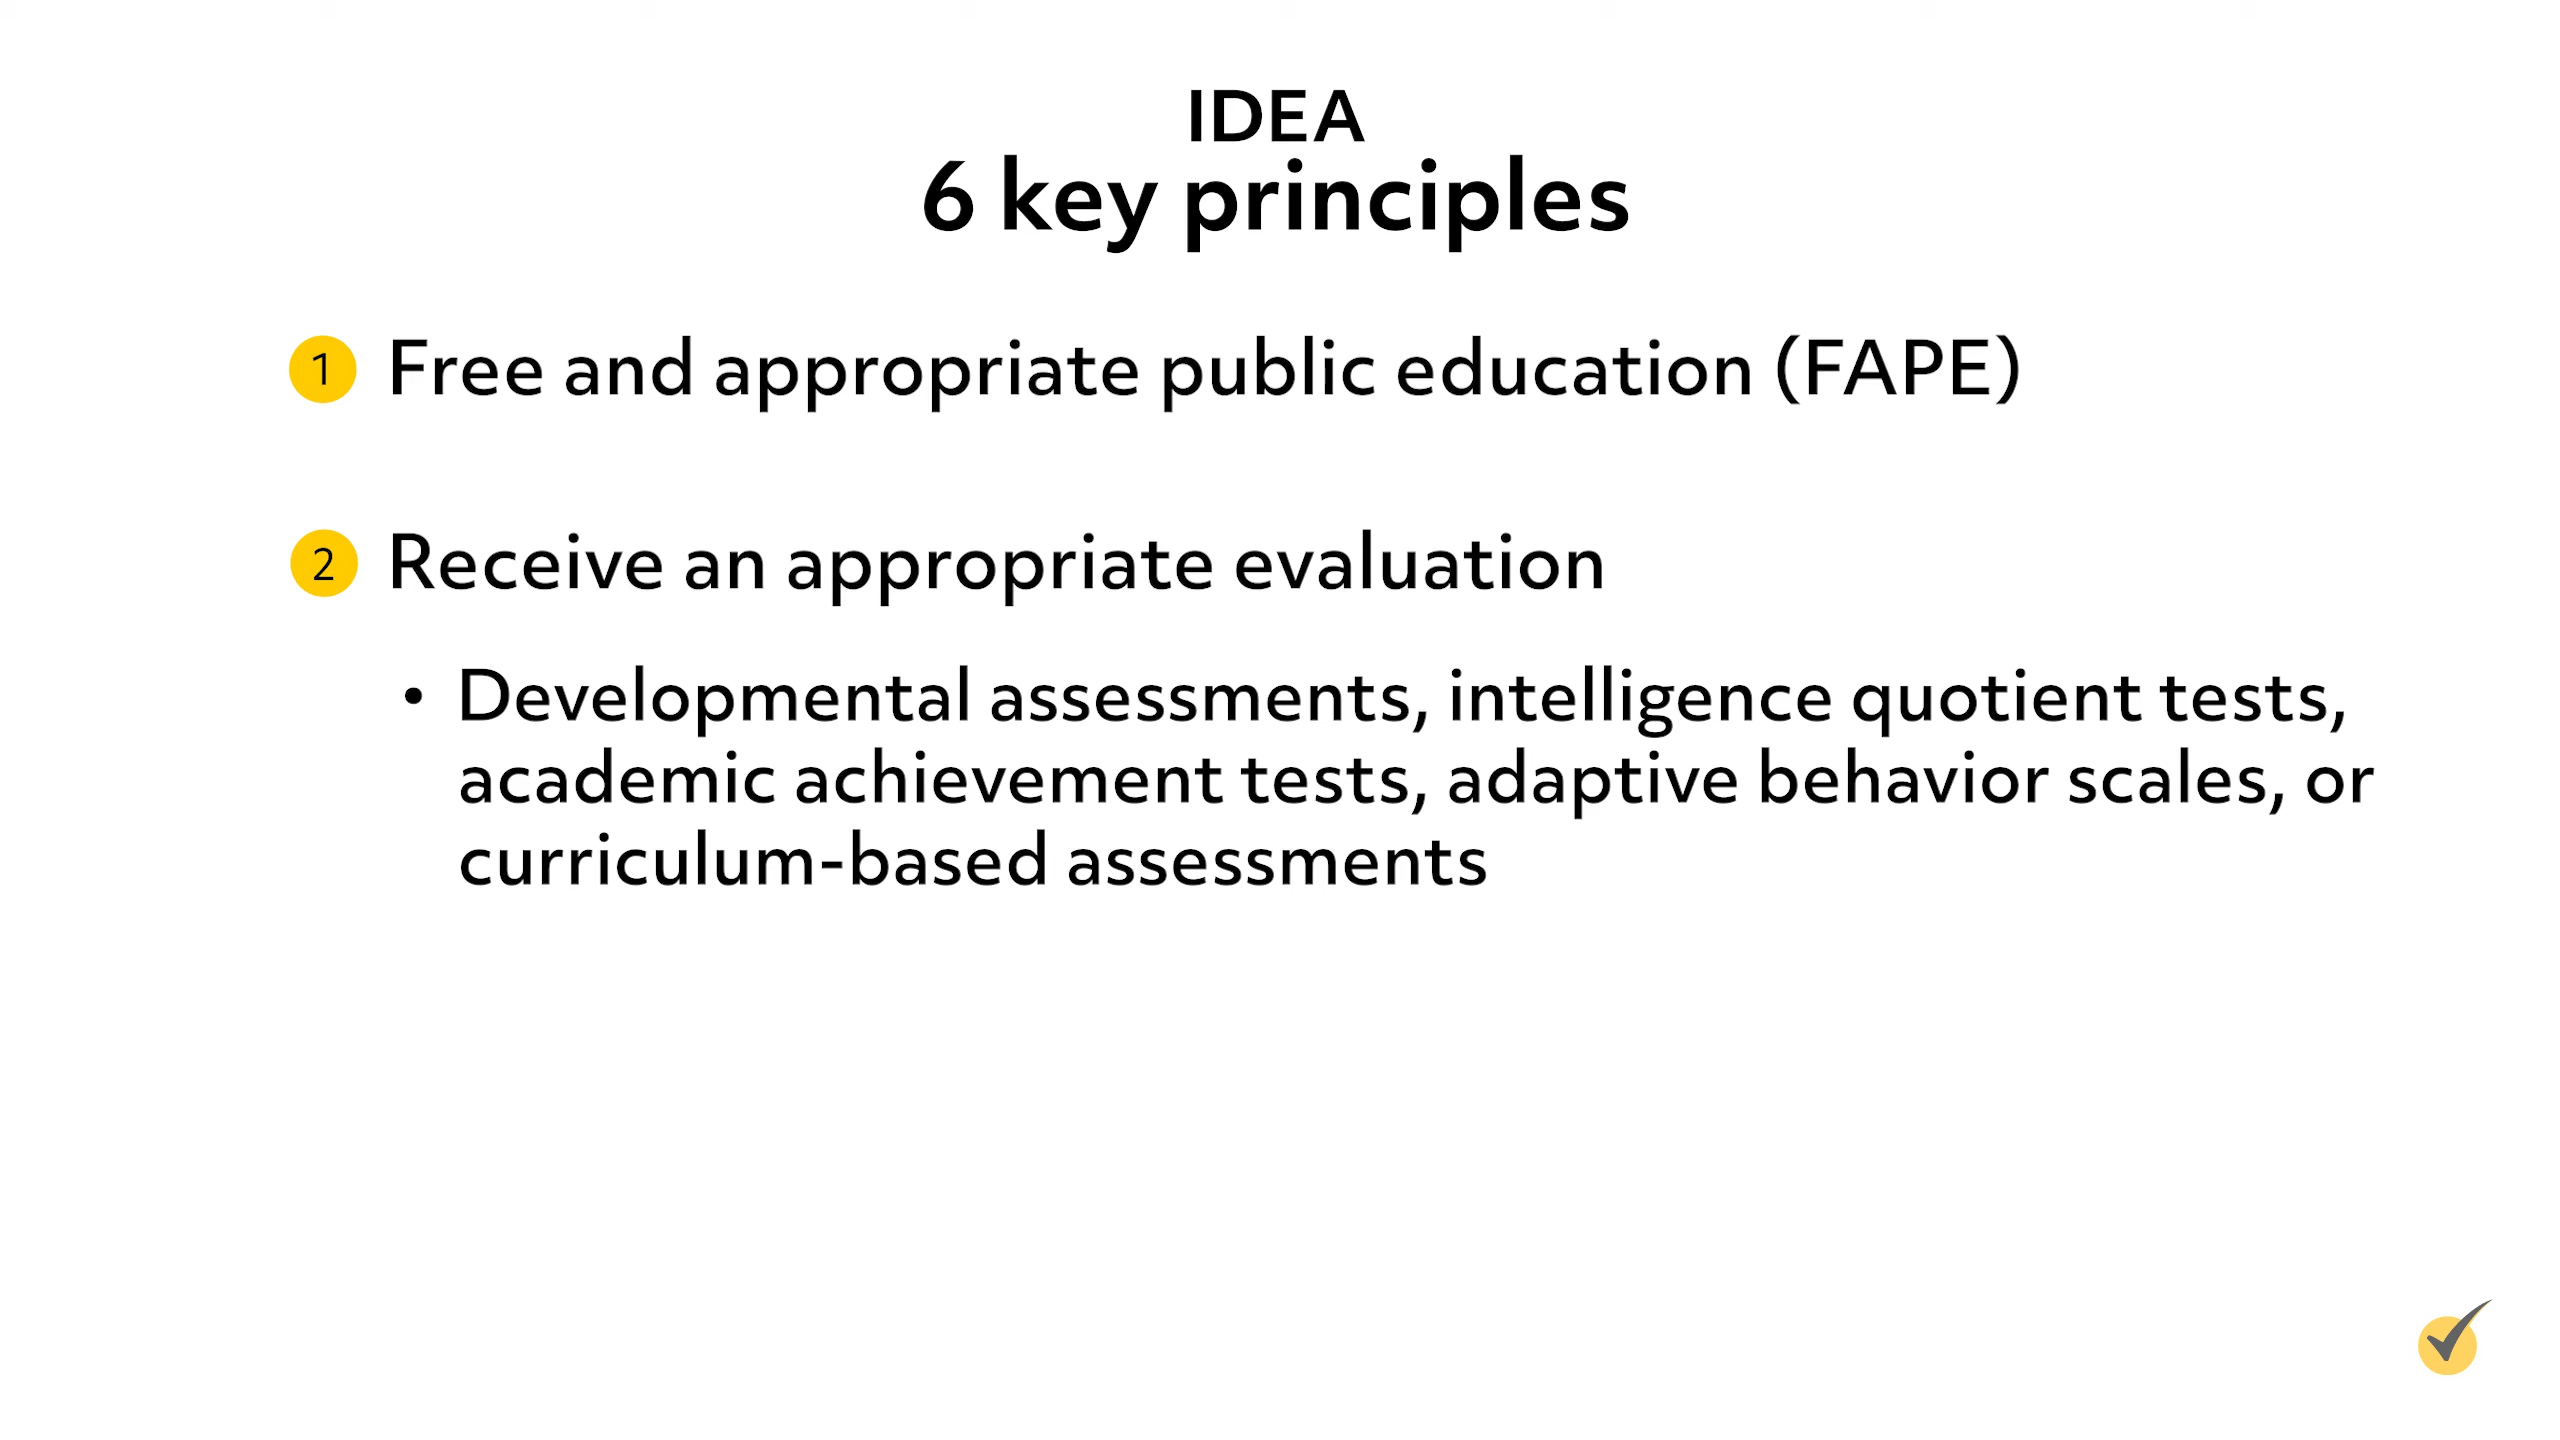 IDEA
6 key principles
1 Free and appropriate public education (FAPE)
2 Receive an appropriate evaluation
• Developmental assessments, intelligence quotient tests,
academic achievement tests, adaptive behavior scales, or
curriculum-based assessments